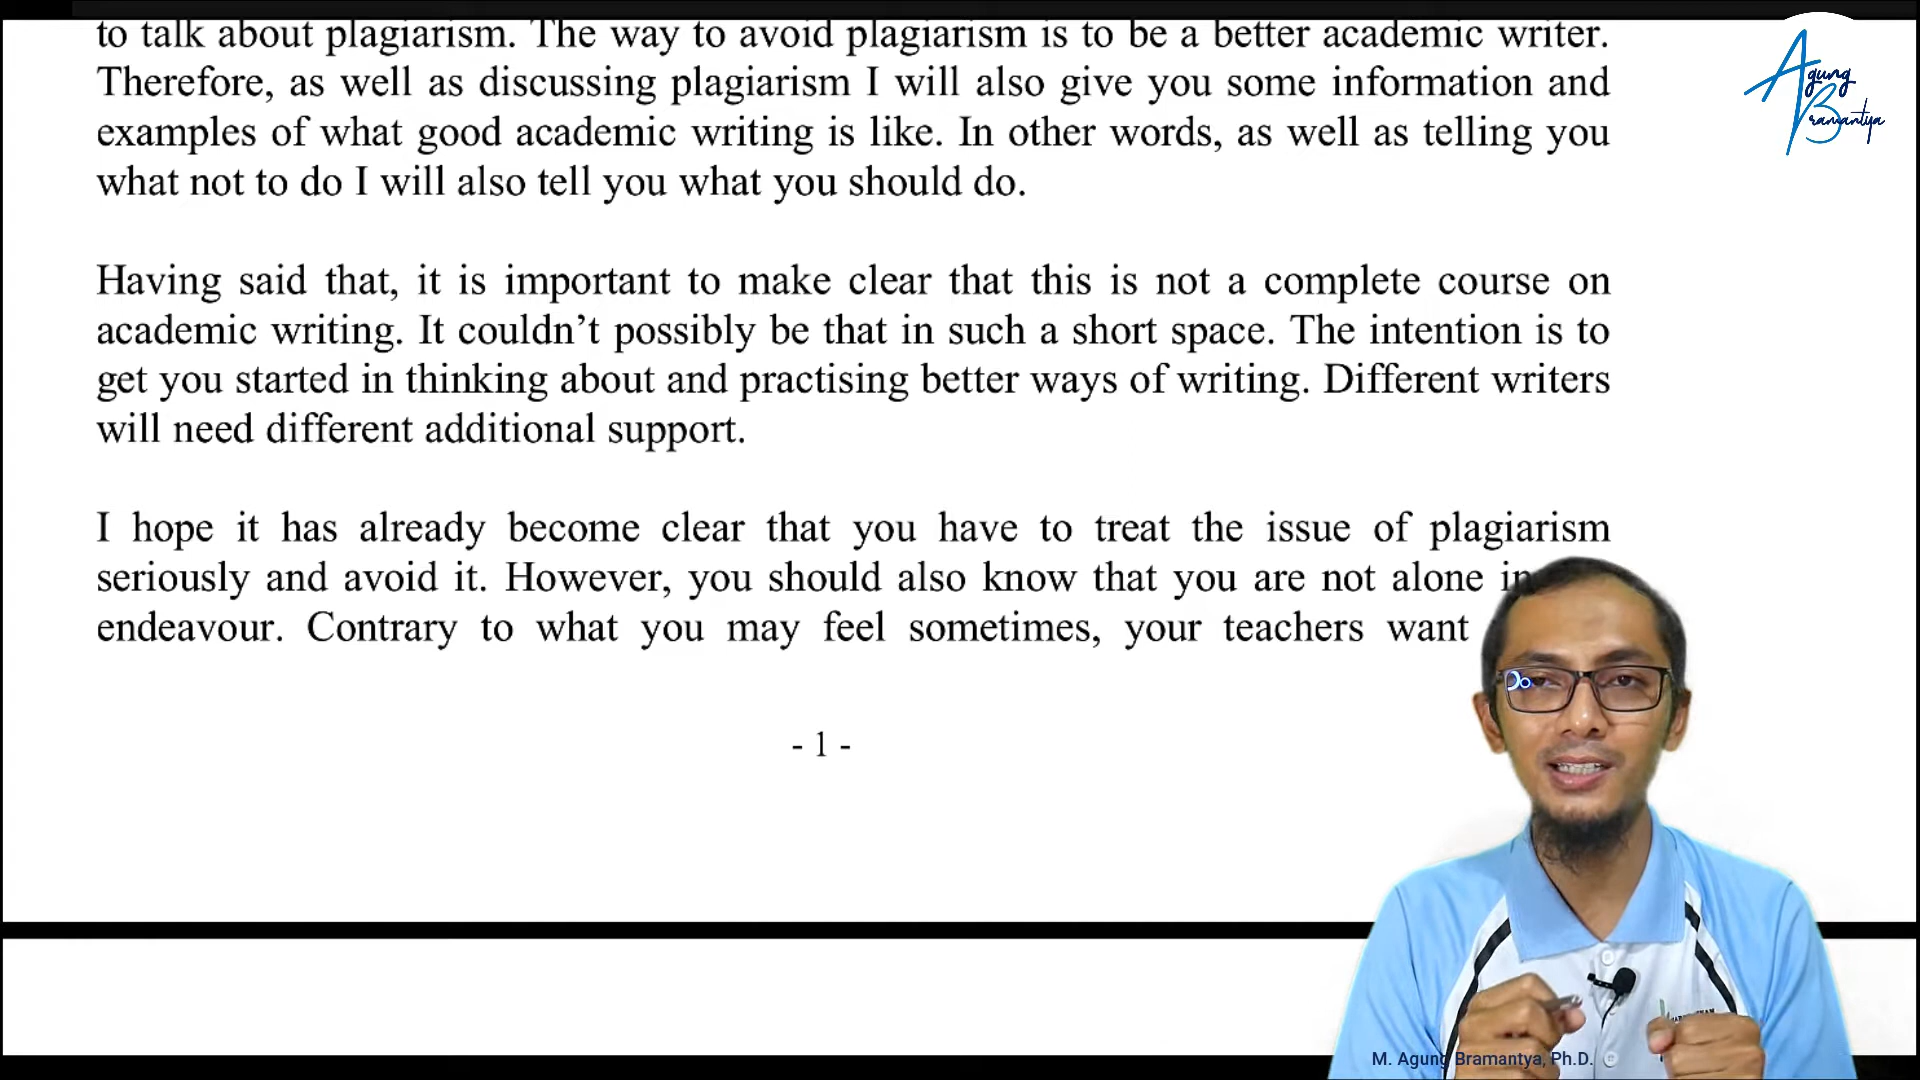 to talk about plagiarism. The way to avoid plagiarism is to be a better academic writer.
Therefore, as well as discussing plagiarism I will also give you some information and
examples of what good academic writing is like. In other words, as well as telling you
what not to do I will also tell you what you should do.
Having said that, it is important to make clear that this is not a complete course on
academic writing. It couldn’t possibly be that in such a short space. The intention is to
get you started in thinking about and practising better ways of writing. Different writers
will need different additional support.
I hope it has already become clear that you have to treat the issue of plagiarism
seriously and avoid it. However, you should also know that you are not alone in
endeavour. Contrary to what you may feel sometimes, your teachers want
- 1 -
Agung
Bramantya
M. Agung Bramantya, Ph.D.